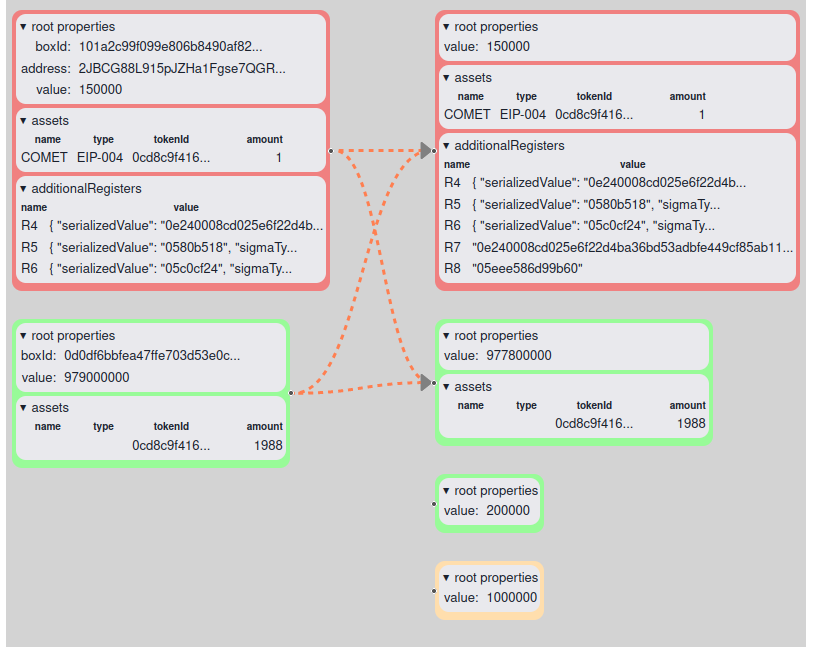 ▼ root properties
boxId: 101a2c99f099e806b8490af82...
address: 2JBCG88L915pJZHa1Fgse7QGR...
value: 150000
▼ assets
name type tokenId amount
COMET EIP-004 0cd8c9f416... 1
▼ additionalRegisters
name value
R4 { "serializedValue": "0e240008cd025e6f22d4b...
R5 { "serializedValue": "0580b518", "sigmaTy...
R6 { "serializedValue": "05c0cf24", "sigmaTy...
▼ root properties
boxId: 0d0df6bbfea47ffe703d53e0c...
value: 979000000
▼ assets
name type tokenId amount
0cd8c9f416... 1988
▼ root properties
value: 150000
▼ assets
name type tokenId amount
COMET EIP-004 0cd8c9f416... 1
▼ additionalRegisters
name value
R4 { "serializedValue": "0e240008cd025e6f22d4b...
R5 { "serializedValue": "0580b518", "sigmaTy...
R6 { "serializedValue": "05c0cf24", "sigmaTy...
R7 "0e240008cd025e6f22d4ba36bd53adbfe449cf85ab11...
R8 "05eee586d99b60"
▼ root properties
value: 977800000
▼ assets
name type tokenId amount
0cd8c9f416... 1988
▼ root properties
value: 200000
▼ root properties
value: 1000000